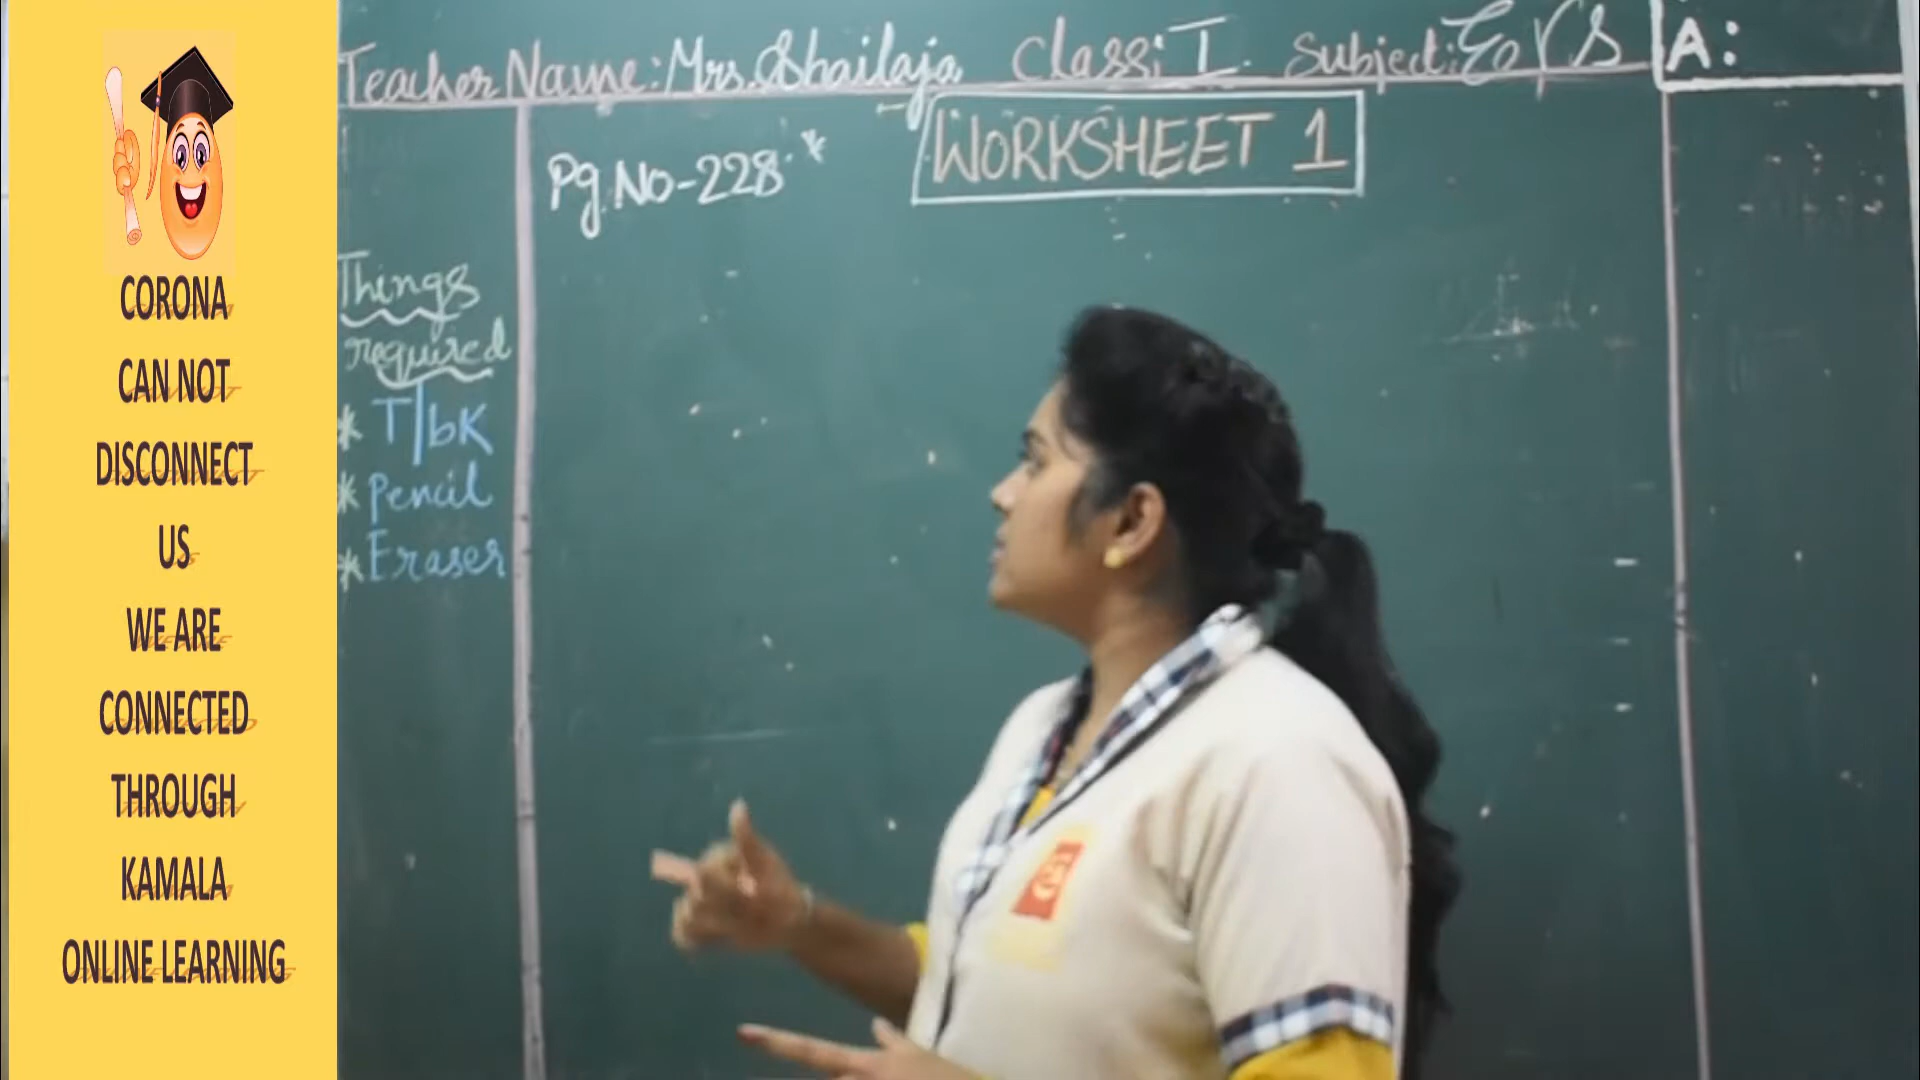 CORONA
CAN NOT
DISCONNECT
US
WE ARE
CONNECTED
THROUGH
KAMALA
ONLINE LEARNING
Teacher Name: Mrs. Shailaja Class: I Subject: EVS A:
Pg.No-228 *
WORKSHEET 1
Things
required
* T/bK
* Pencil
* Eraser